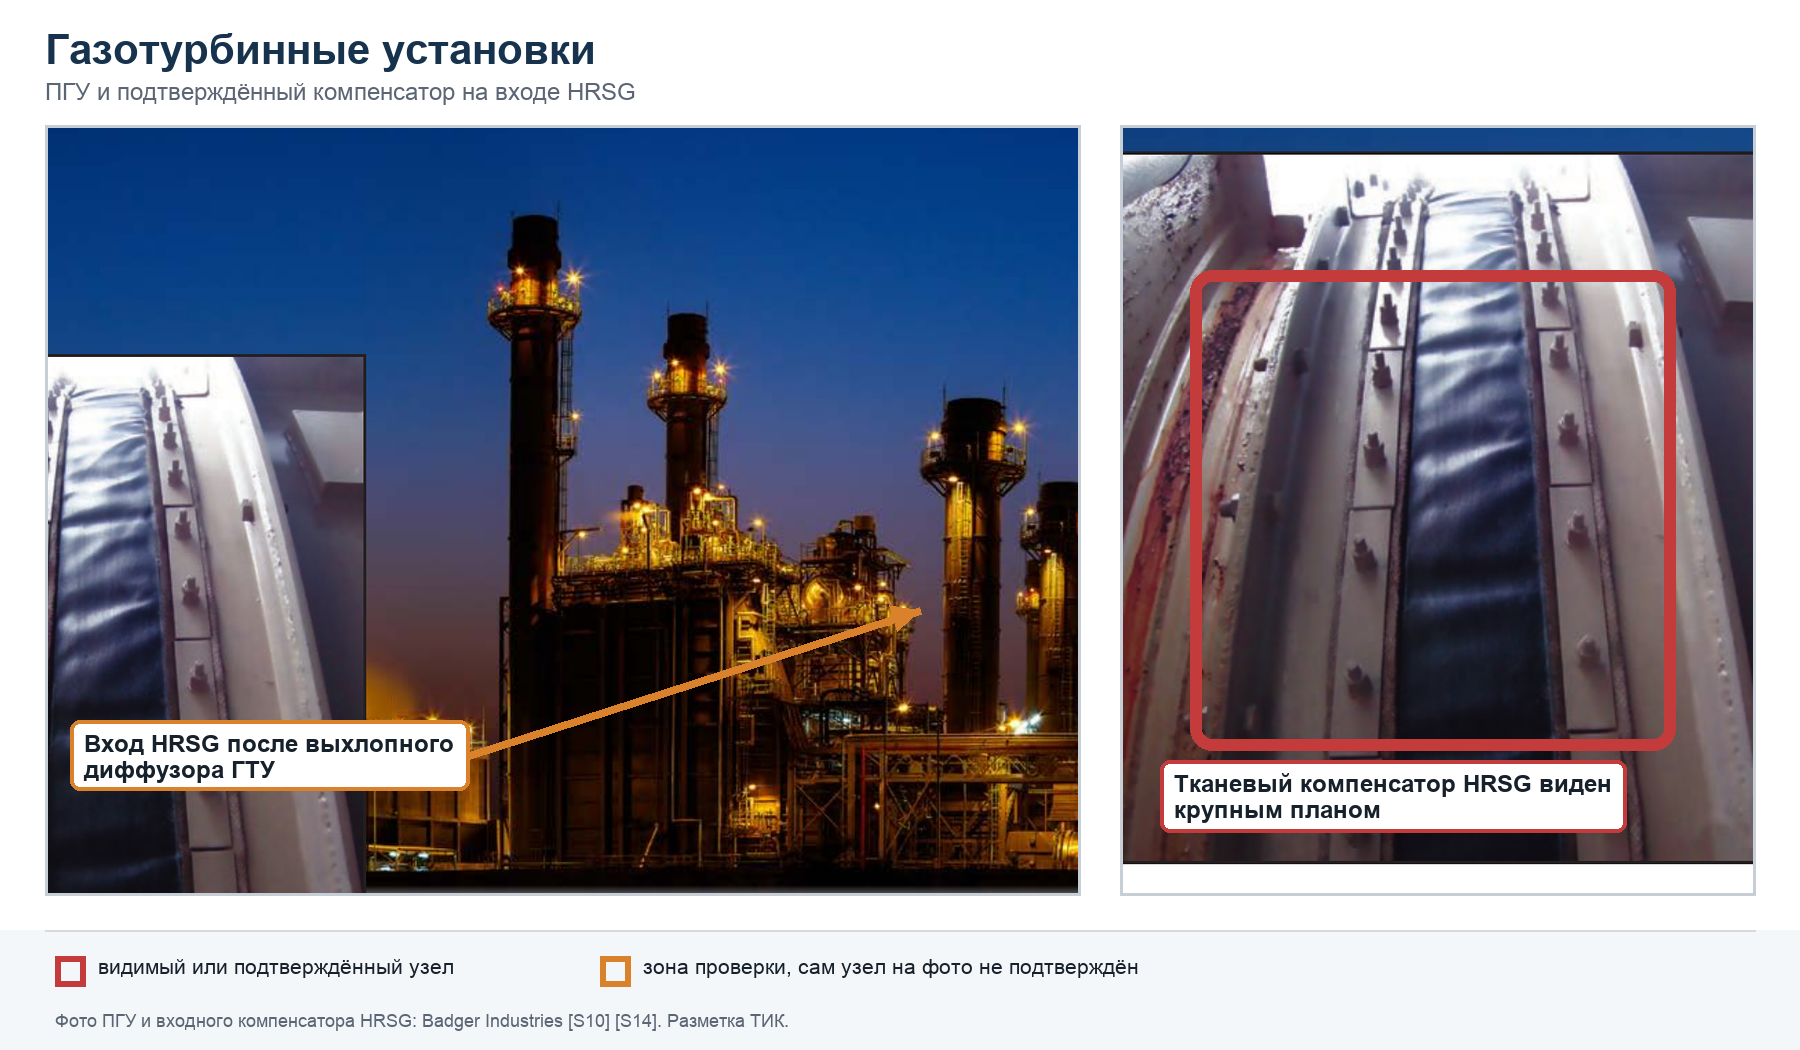 Газотурбинные установки
ПГУ и подтверждённый компенсатор на входе HRSG
Вход HRSG после выхлопного
диффузора ГТУ
Тканевый компенсатор HRSG виден
крупным планом
видимый или подтверждённый узел
зона проверки, сам узел на фото не подтверждён
Фото ПГУ и входного компенсатора HRSG: Badger Industries [S10] [S14]. Разметка ТИК.